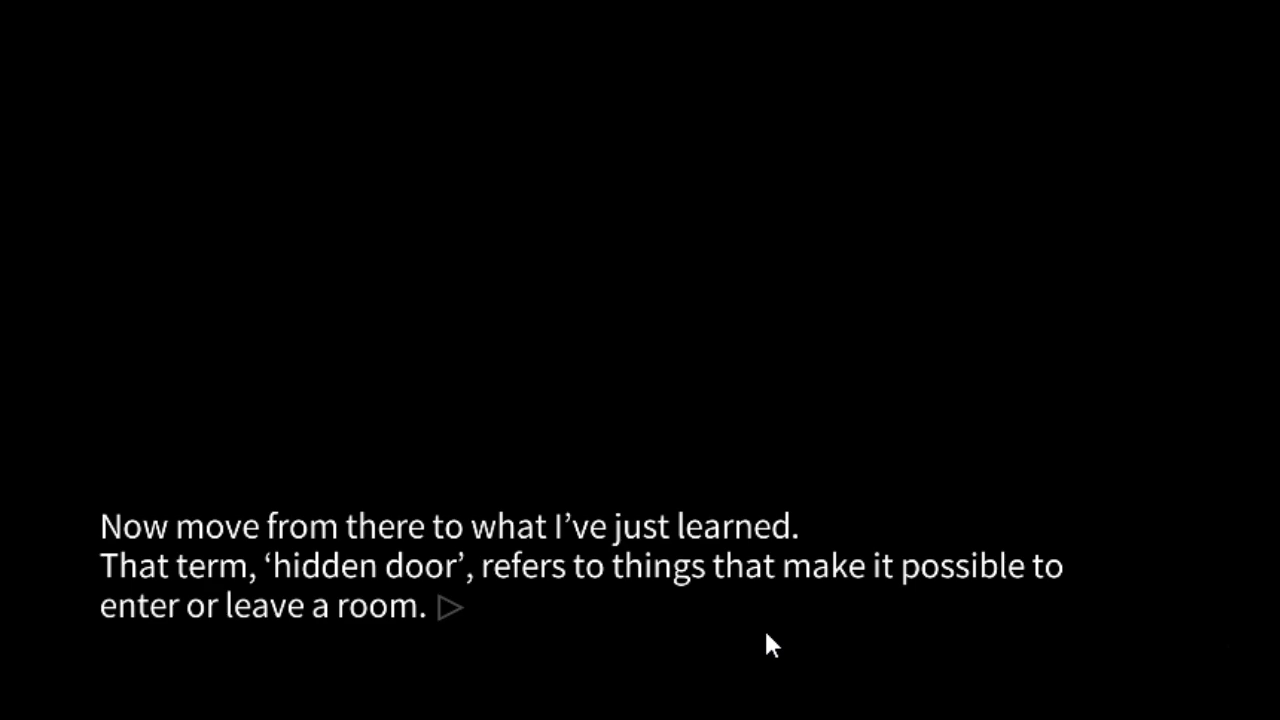 Now move from there to what I’ve just learned.
That term, ‘hidden door’, refers to things that make it possible to
enter or leave a room. ▷